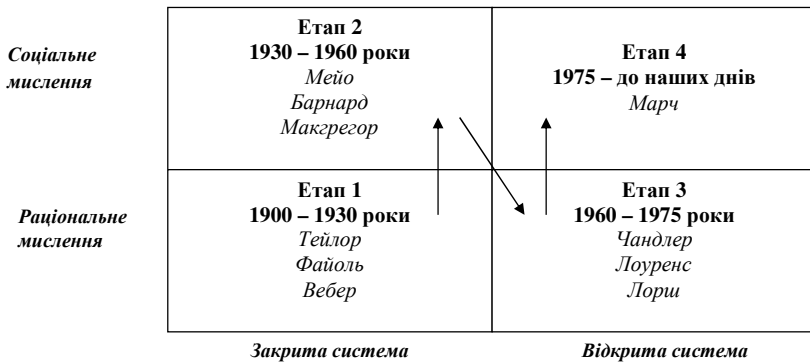 Соціальне
мислення
Етап 2
1930 – 1960 роки
Мейо
Барнард
Макгрегор
Етап 4
1975 – до наших днів
Марч
Раціональне
мислення
Етап 1
1900 – 1930 роки
Тейлор
Файоль
Вебер
Етап 3
1960 – 1975 роки
Чандлер
Лоуренс
Лорш
Закрита система
Відкрита система